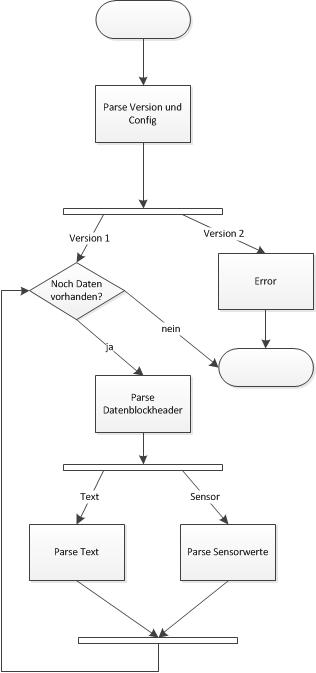 Parse Version und
Config
Version 1
Version 2
Noch Daten
vorhanden?
Error
nein
ja
Parse
Datenblockheader
Text
Sensor
Parse Text
Parse Sensorwerte